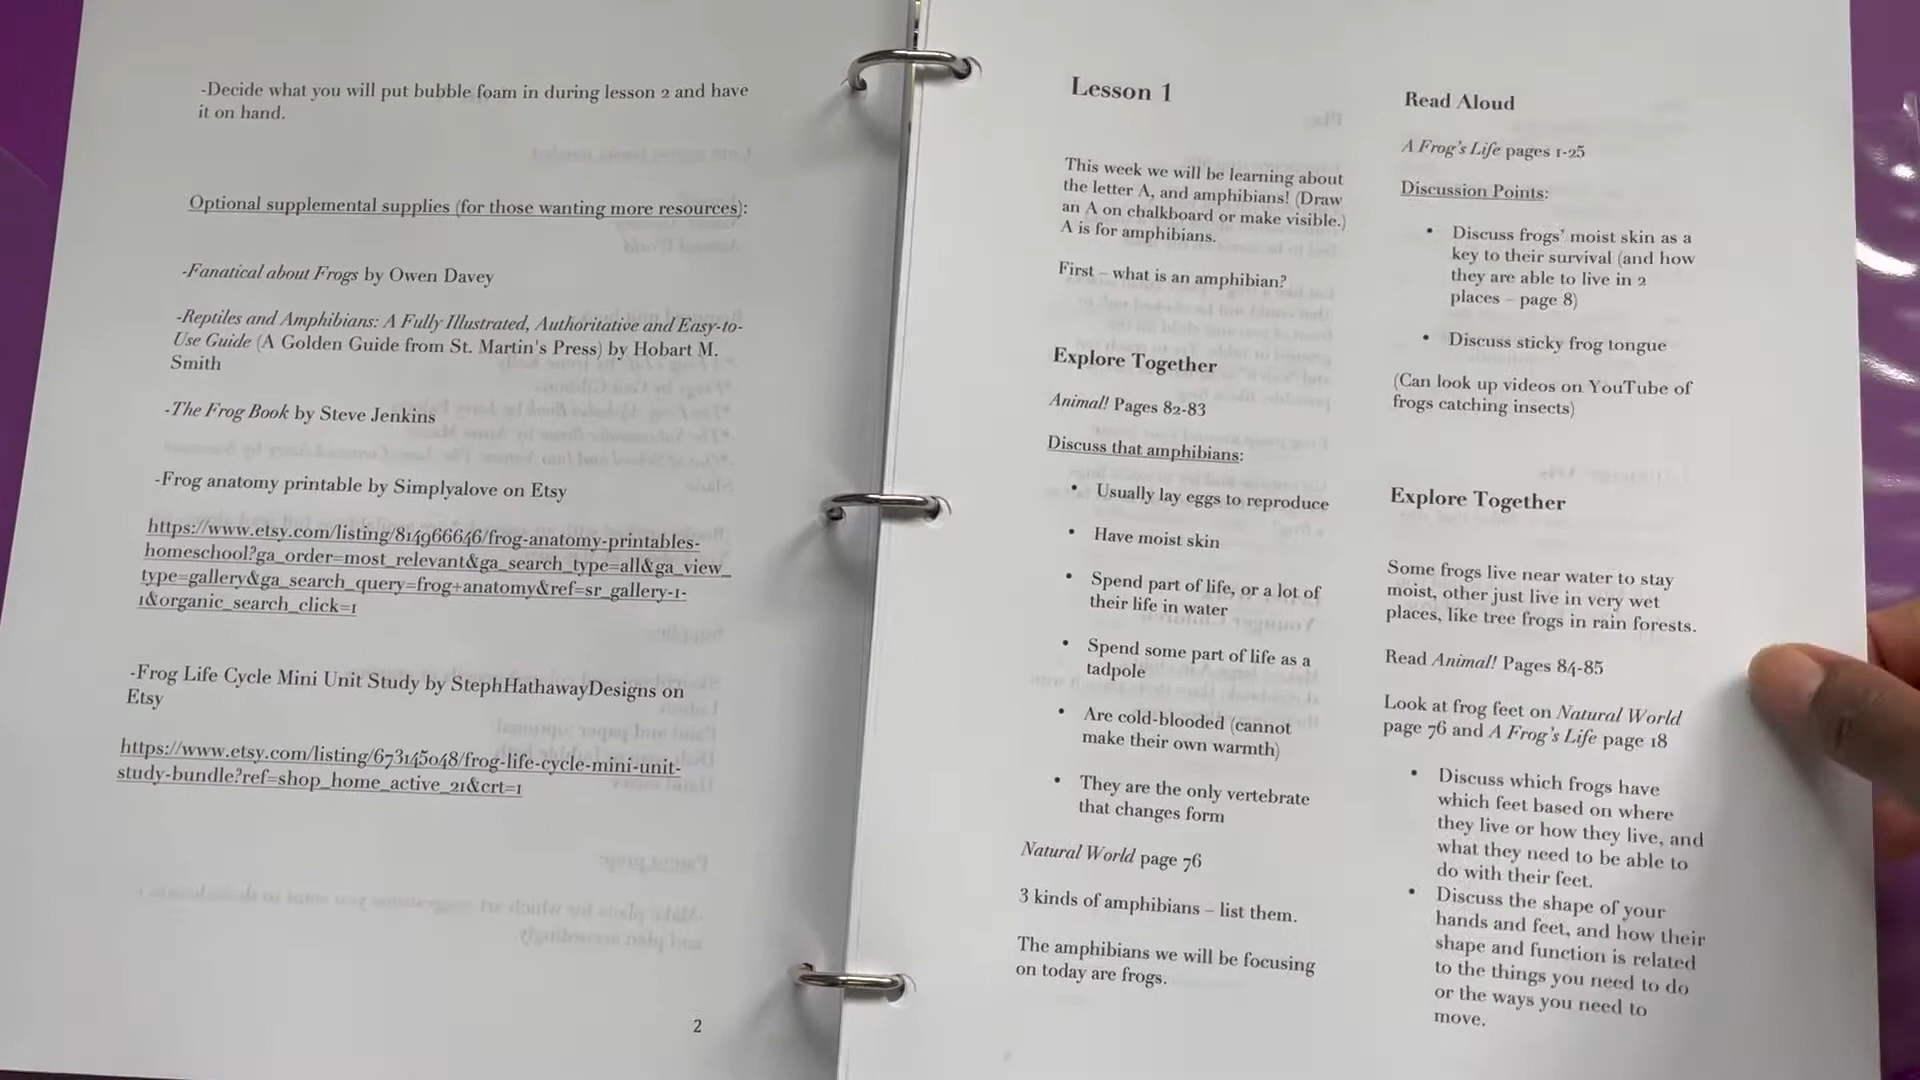 -Decide what you will put bubble foam in during lesson 2 and have
it on hand.
Optional supplemental supplies (for those wanting more resources):
-Fanatical about Frogs by Owen Davey
-Reptiles and Amphibians: A Fully Illustrated, Authoritative and Easy-to-
Use Guide (A Golden Guide from St. Martin's Press) by Hobart M.
Smith
-The Frog Book by Steve Jenkins
-Frog anatomy printable by Simplyalove on Etsy
https://www.etsy.com/listing/814966646/frog-anatomy-printables-
homeschool?ga_order=most_relevant&ga_search_type=all&ga_view_
type=gallery&ga_search_query=frog+anatomy&ref=sr_gallery-1-
1&organic_search_click=1
-Frog Life Cycle Mini Unit Study by StephHathawayDesigns on
Etsy
https://www.etsy.com/listing/673145048/frog-life-cycle-mini-unit-
study-bundle?ref=shop_home_active_21&crt=1
2
Lesson 1
This week we will be learning about
the letter A, and amphibians! (Draw
an A on chalkboard or make visible.)
A is for amphibians.
First – what is an amphibian?
Explore Together
Animal! Pages 82-83
Discuss that amphibians:
• Usually lay eggs to reproduce
• Have moist skin
• Spend part of life, or a lot of
their life in water
• Spend some part of life as a
tadpole
• Are cold-blooded (cannot
make their own warmth)
• They are the only vertebrate
that changes form
Natural World page 76
3 kinds of amphibians – list them.
The amphibians we will be focusing
on today are frogs.
Read Aloud
A Frog's Life pages 1-25
Discussion Points:
• Discuss frogs' moist skin as a
key to their survival (and how
they are able to live in 2
places – page 8)
• Discuss sticky frog tongue
(Can look up videos on YouTube of
frogs catching insects)
Explore Together
Some frogs live near water to stay
moist, other just live in very wet
places, like tree frogs in rain forests.
Read Animal! Pages 84-85
Look at frog feet on Natural World
page 76 and A Frog's Life page 18
• Discuss which frogs have
which feet based on where
they live or how they live, and
what they need to be able to
do with their feet.
• Discuss the shape of your
hands and feet, and how their
shape and function is related
to the things you need to do
or the ways you need to
move.